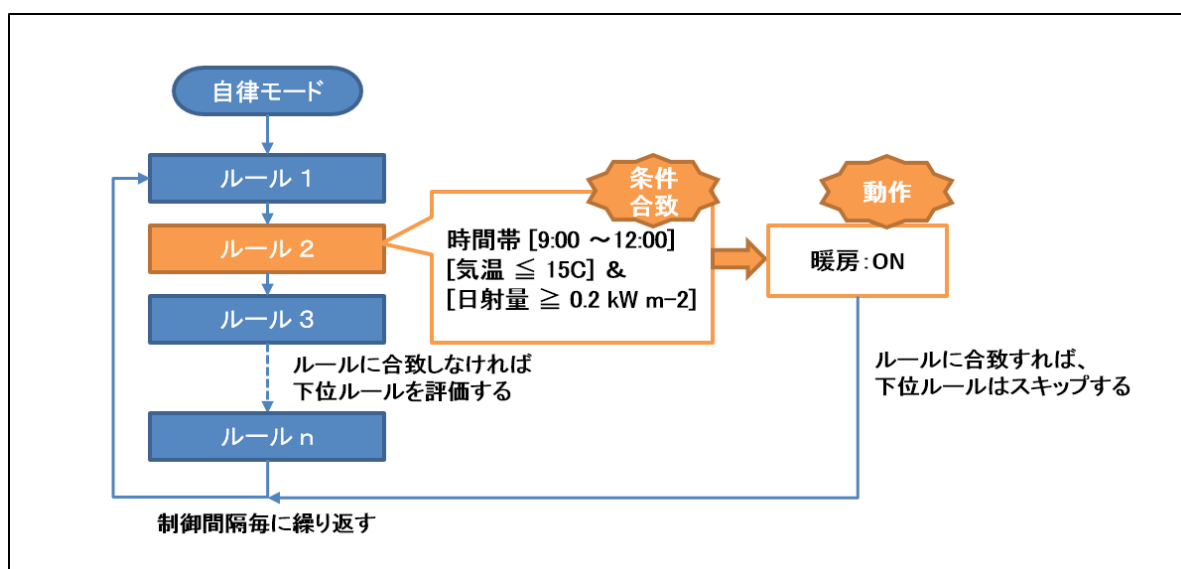 自律モード
ルール 1
ルール 2
ルール 3
ルールに合致しなければ
下位ルールを評価する
ルール n
制御間隔毎に繰り返す
条件
合致
時間帯 [9:00 ～12:00]
[気温 ≦ 15C] &
[日射量 ≧ 0.2 kW m-2]
動作
暖房:ON
ルールに合致すれば、
下位ルールはスキップする